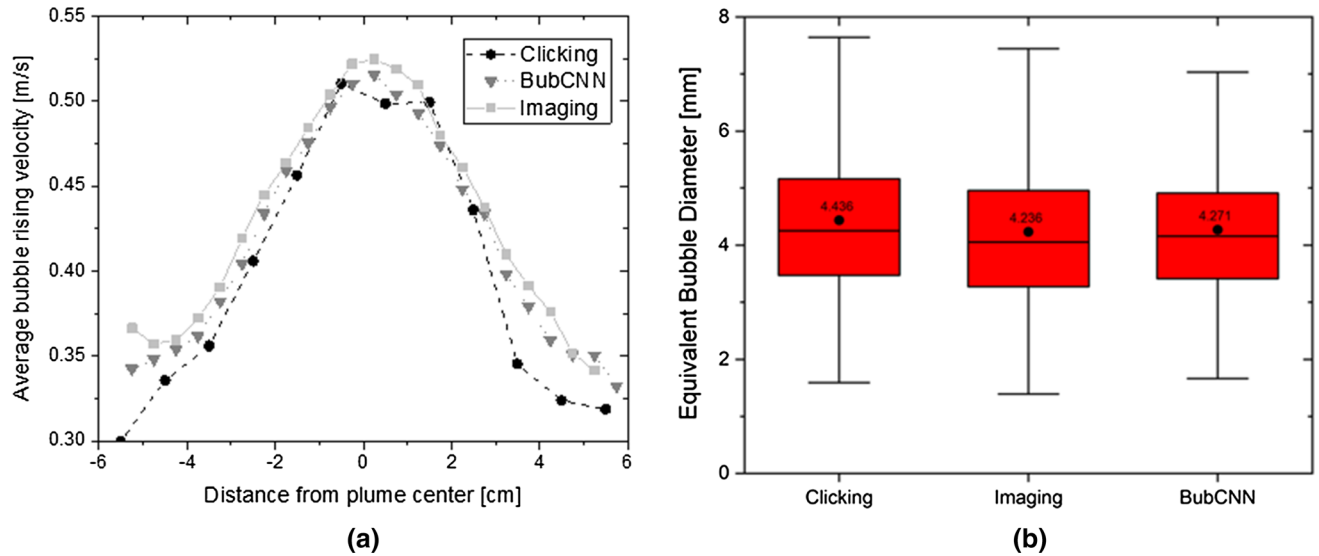 0.55
0.50
0.45
0.40
0.35
0.30
Average bubble rising velocity [m/s]
Clicking
BubCNN
Imaging
-6 -4 -2 0 2 4 6
Distance from plume center [cm]
(a)
8
6
4
2
0
Equivalent Bubble Diameter [mm]
4.436
4.236
4.271
Clicking Imaging BubCNN
(b)